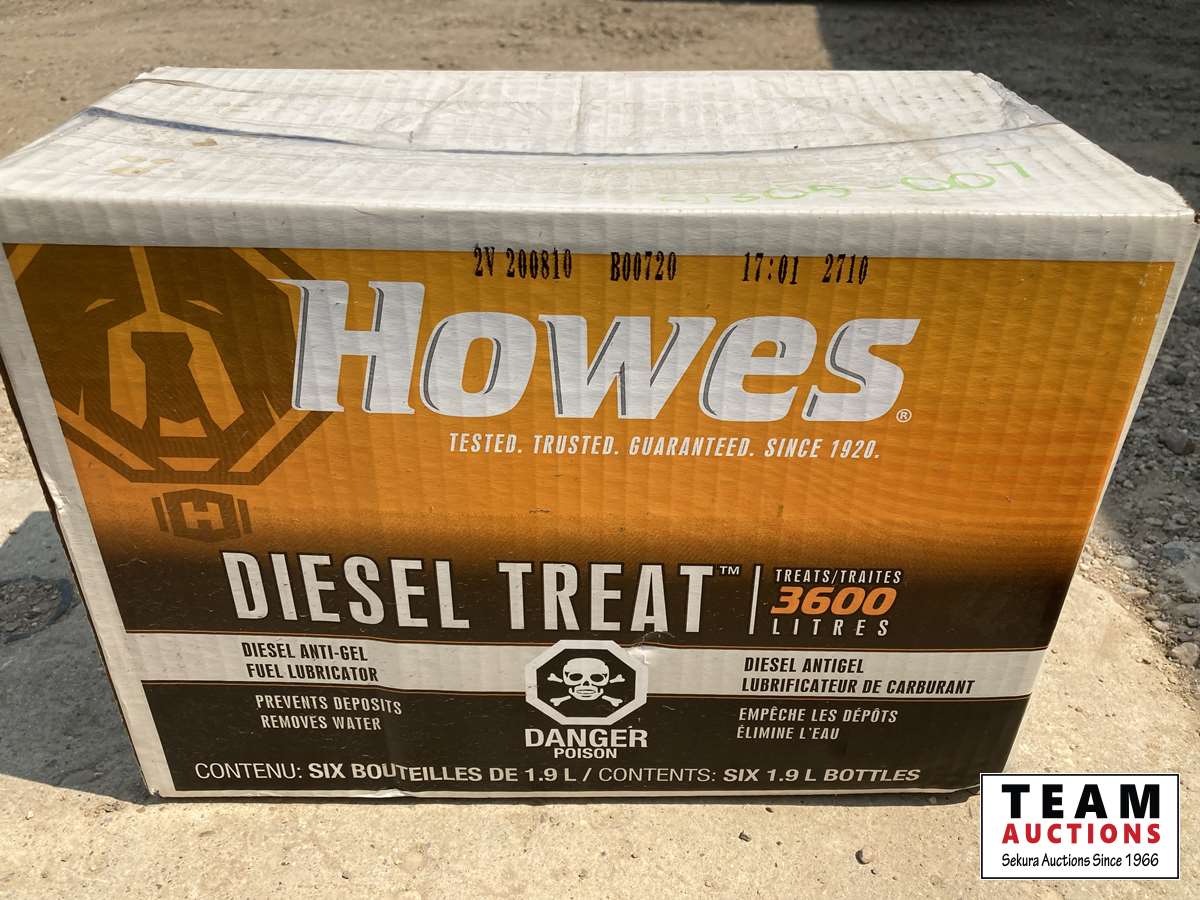 5305-007
2V 200810 B00720 17:01 2710
Howes®
TESTED. TRUSTED. GUARANTEED. SINCE 1920.
H
DIESEL TREAT™
TREATS/TRAITES
3600
LITRES
DIESEL ANTI-GEL
FUEL LUBRICATOR
PREVENTS DEPOSITS
REMOVES WATER
DANGER
POISON
DIESEL ANTIGEL
LUBRIFICATEUR DE CARBURANT
EMPÊCHE LES DÉPÔTS
ÉLIMINE L'EAU
CONTENU: SIX BOUTEILLES DE 1.9 L / CONTENTS: SIX 1.9 L BOTTLES
TEAM
AUCTIONS
Sekura Auctions Since 1966